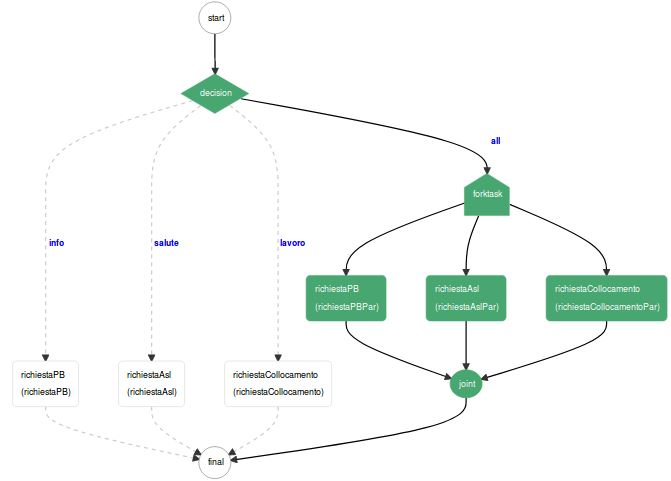 start
decision
all
forktask
info
salute
lavoro
richiestaPB
(richiestaPBPar)
richiestaAsl
(richiestaAslPar)
richiestaCollocamento
(richiestaCollocamentoPar)
richiestaPB
(richiestaPB)
richiestaAsl
(richiestaAsl)
richiestaCollocamento
(richiestaCollocamento)
joint
final